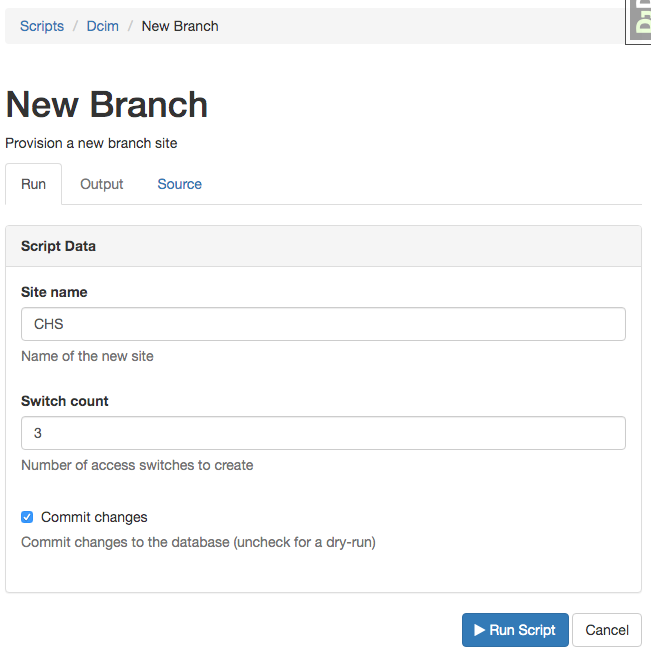 Scripts / Dcim / New Branch
New Branch
Provision a new branch site
Run Output Source
Script Data
Site name
CHS
Name of the new site
Switch count
3
Number of access switches to create
Commit changes
Commit changes to the database (uncheck for a dry-run)
Run Script Cancel